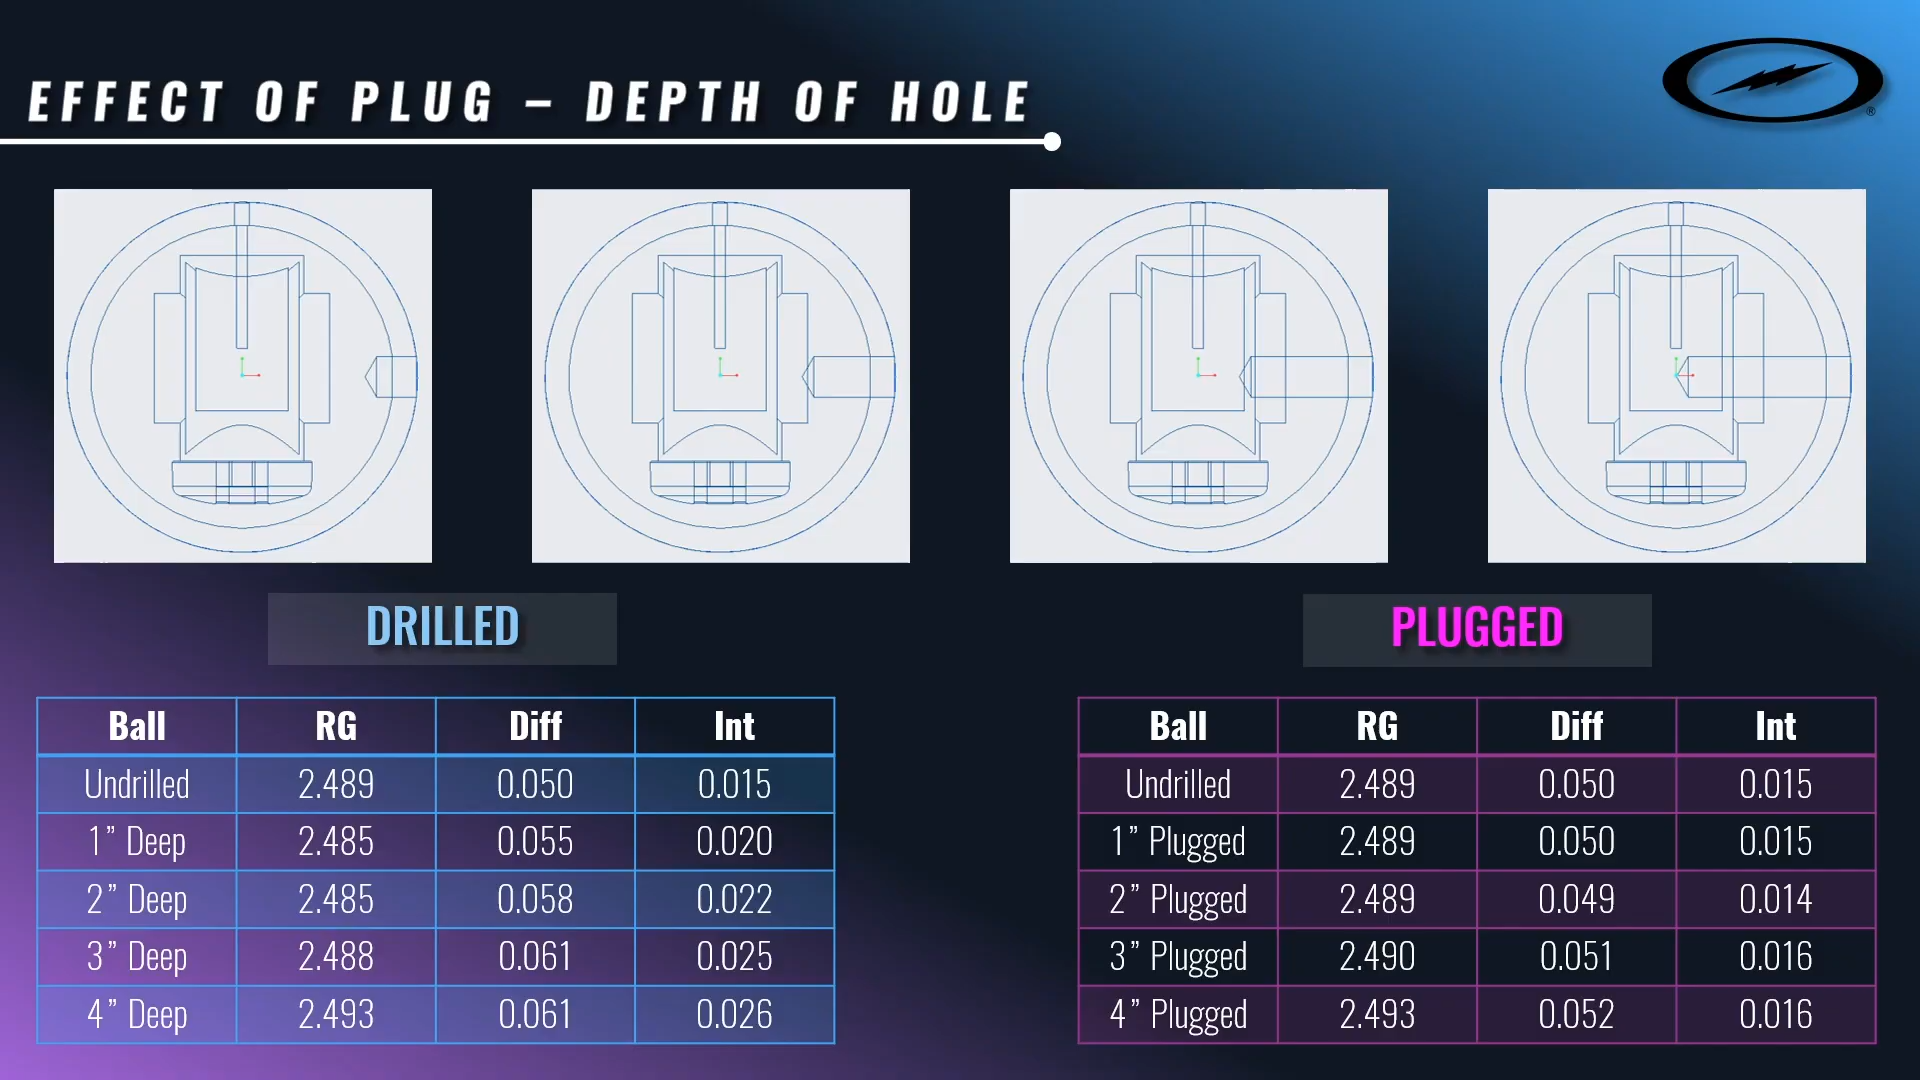 EFFECT OF PLUG – DEPTH OF HOLE
®
DRILLED
Ball RG Diff Int
Undrilled 2.489 0.050 0.015
1” Deep 2.485 0.055 0.020
2” Deep 2.485 0.058 0.022
3” Deep 2.488 0.061 0.025
4” Deep 2.493 0.061 0.026
PLUGGED
Ball RG Diff Int
Undrilled 2.489 0.050 0.015
1” Plugged 2.489 0.050 0.015
2” Plugged 2.489 0.049 0.014
3” Plugged 2.490 0.051 0.016
4” Plugged 2.493 0.052 0.016